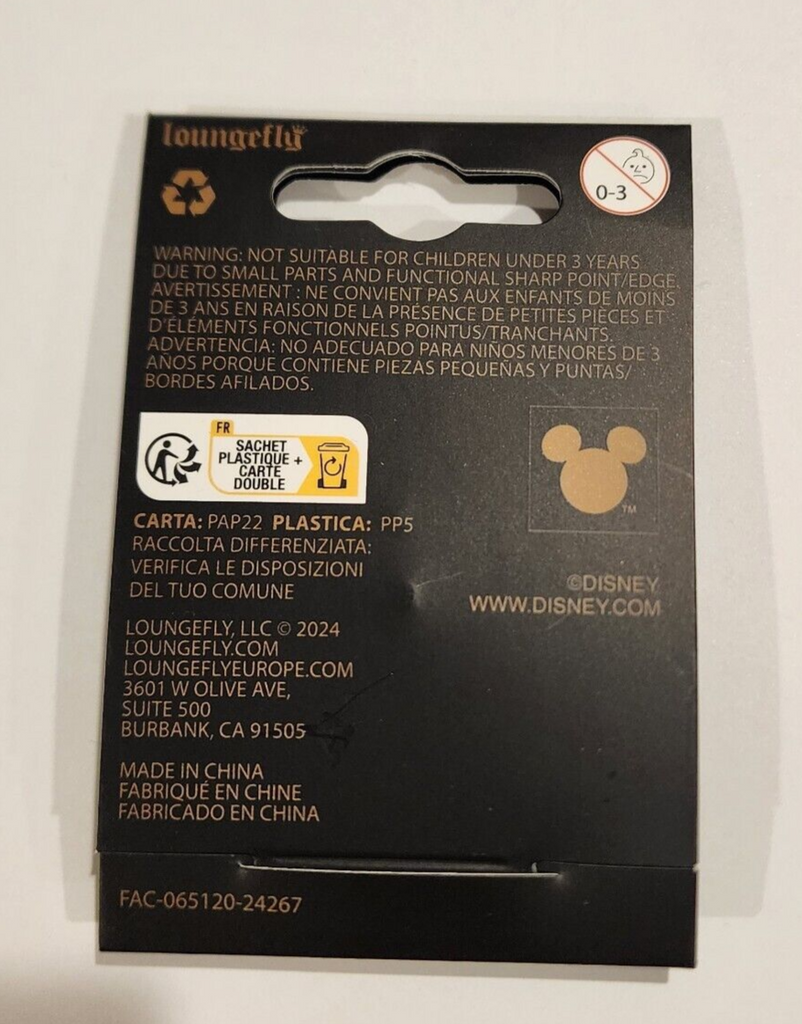 loungefly
0-3
WARNING: NOT SUITABLE FOR CHILDREN UNDER 3 YEARS
DUE TO SMALL PARTS AND FUNCTIONAL SHARP POINT/EDGE.
AVERTISSEMENT : NE CONVIENT PAS AUX ENFANTS DE MOINS
DE 3 ANS EN RAISON DE LA PRÉSENCE DE PETITES PIÈCES ET
D'ÉLÉMENTS FONCTIONNELS POINTUS/TRANCHANTS.
ADVERTENCIA: NO ADECUADO PARA NIÑOS MENORES DE 3
AÑOS PORQUE CONTIENE PIEZAS PEQUEÑAS Y PUNTAS/
BORDES AFILADOS.
FR
SACHET
PLASTIQUE +
CARTE
DOUBLE
TM
CARTA: PAP22 PLASTICA: PP5
RACCOLTA DIFFERENZIATA:
VERIFICA LE DISPOSIZIONI
DEL TUO COMUNE
©DISNEY
WWW.DISNEY.COM
LOUNGEFLY, LLC © 2024
LOUNGEFLY.COM
LOUNGEFLYEUROPE.COM
3601 W OLIVE AVE,
SUITE 500
BURBANK, CA 91505
MADE IN CHINA
FABRIQUÉ EN CHINE
FABRICADO EN CHINA
FAC-065120-24267